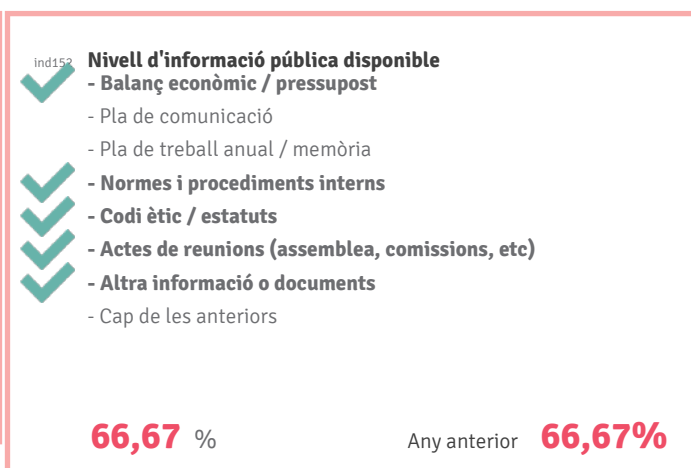 ind152 Nivell d'informació pública disponible
- Balanç econòmic / pressupost
- Pla de comunicació
- Pla de treball anual / memòria
- Normes i procediments interns
- Codi ètic / estatuts
- Actes de reunions (assemblea, comissions, etc)
- Altra informació o documents
- Cap de les anteriors
66,67 % Any anterior 66,67%